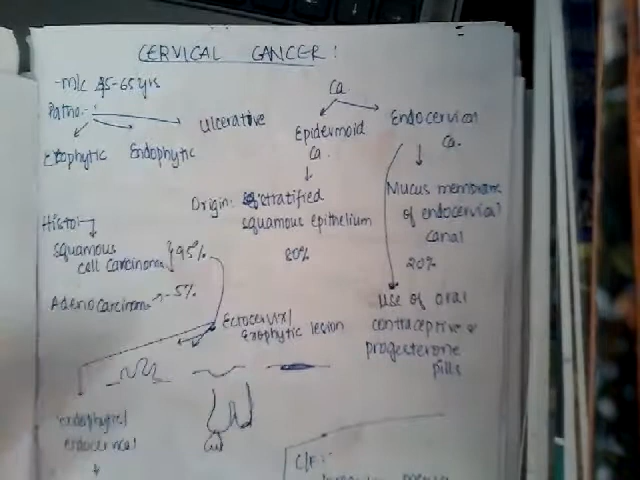 CERVICAL CANCER:
-m/c 45-65 yrs
Patho-:
Exophytic
Endophytic
Ulcerative
Ca
Epidermoid
Ca.
Origin: stratified
squamous epithelium
80%
Endocervical
Ca.
Mucus membrane
of endocervical
canal
20%
Use of oral
contraceptive &
progesterone
pills
Histo
Squamous
cell carcinoma 95%
Adenocarcinoma → 5%
Ectocervix/
Exophytic lesion
endophytic/
endocervical
C/F: